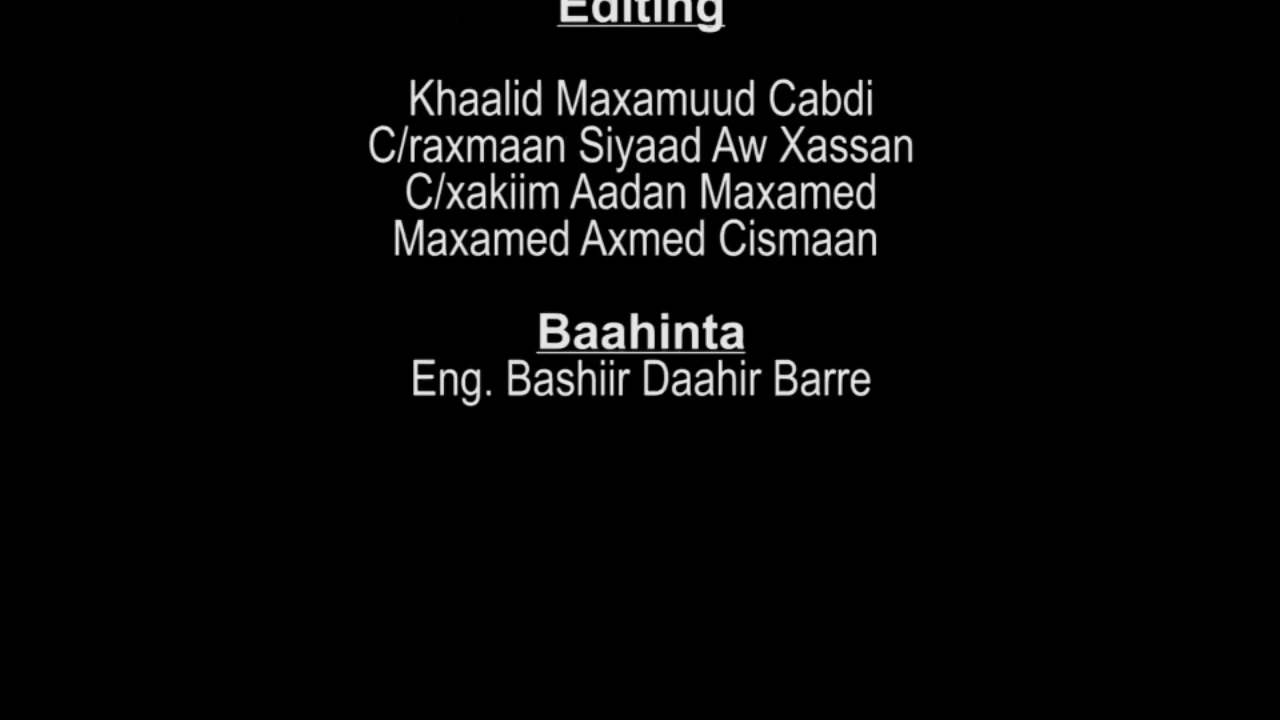 Editing
Khaalid Maxamuud Cabdi
C/raxmaan Siyaad Aw Xassan
C/xakiim Aadan Maxamed
Maxamed Axmed Cismaan
Baahinta
Eng. Bashiir Daahir Barre